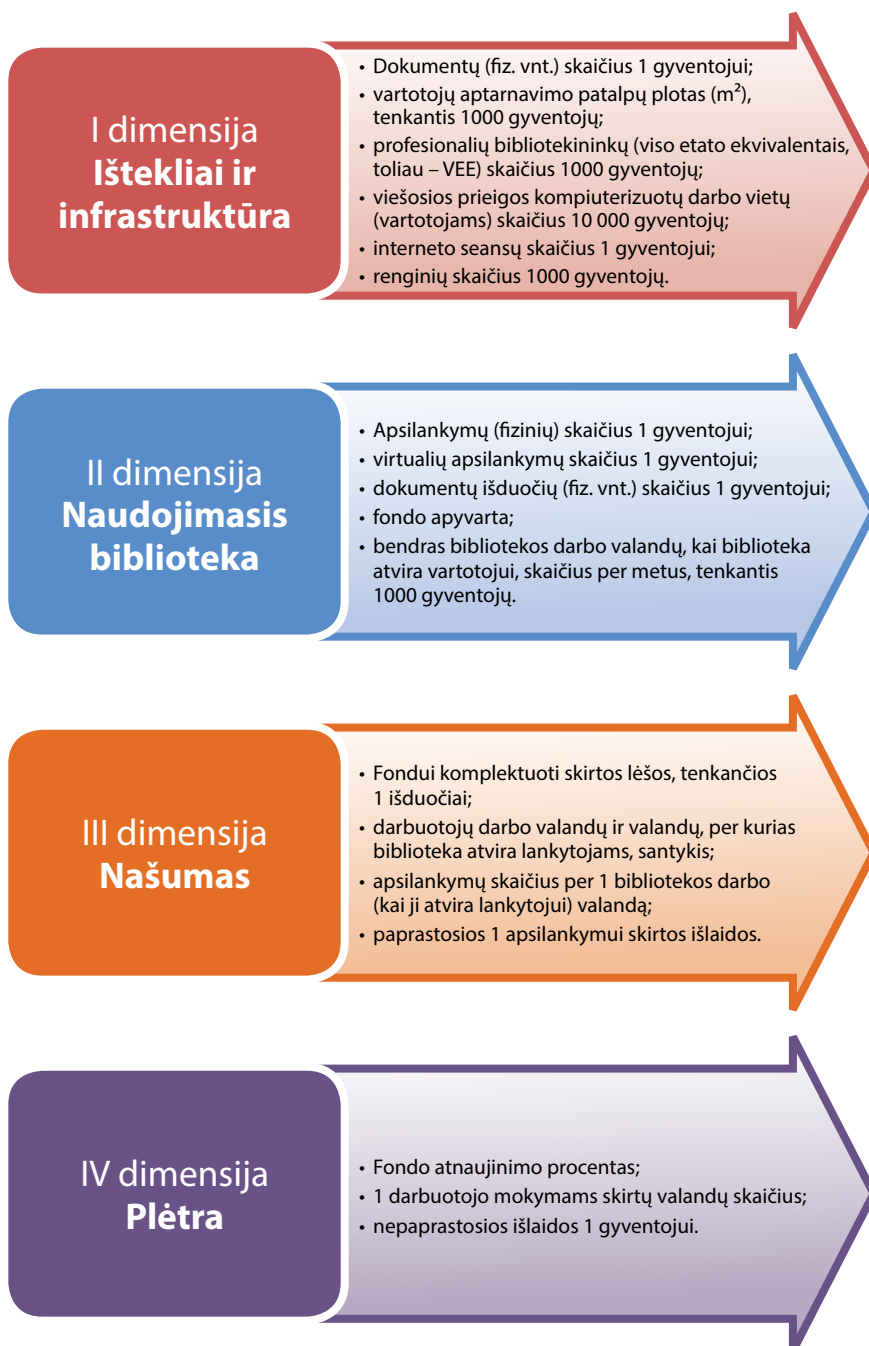 I dimensija
Ištekliai ir
infrastruktūra
• Dokumentų (fiz. vnt.) skaičius 1 gyventojui;
• vartotojų aptarnavimo patalpų plotas (m²),
tenkantis 1000 gyventojų;
• profesionalių bibliotekininkų (viso etato ekvivalentais,
toliau – VEE) skaičius 1000 gyventojų;
• viešosios prieigos kompiuterizuotų darbo vietų
(vartotojams) skaičius 10 000 gyventojų;
• interneto seansų skaičius 1 gyventojui;
• renginių skaičius 1000 gyventojų.
II dimensija
Naudojimasis
biblioteka
• Apsilankymų (fizinių) skaičius 1 gyventojui;
• virtualių apsilankymų skaičius 1 gyventojui;
• dokumentų išduočių (fiz. vnt.) skaičius 1 gyventojui;
• fondo apyvarta;
• bendras bibliotekos darbo valandų, kai biblioteka
atvira vartotojui, skaičius per metus, tenkantis
1000 gyventojų.
III dimensija
Našumas
• Fondui komplektuoti skirtos lėšos, tenkančios
1 išduočiai;
• darbuotojų darbo valandų ir valandų, per kurias
biblioteka atvira lankytojams, santykis;
• apsilankymų skaičius per 1 bibliotekos darbo
(kai ji atvira lankytojui) valandą;
• paprastosios 1 apsilankymui skirtos išlaidos.
IV dimensija
Plėtra
• Fondo atnaujinimo procentas;
• 1 darbuotojo mokymams skirtų valandų skaičius;
• nepaprastosios išlaidos 1 gyventojui.